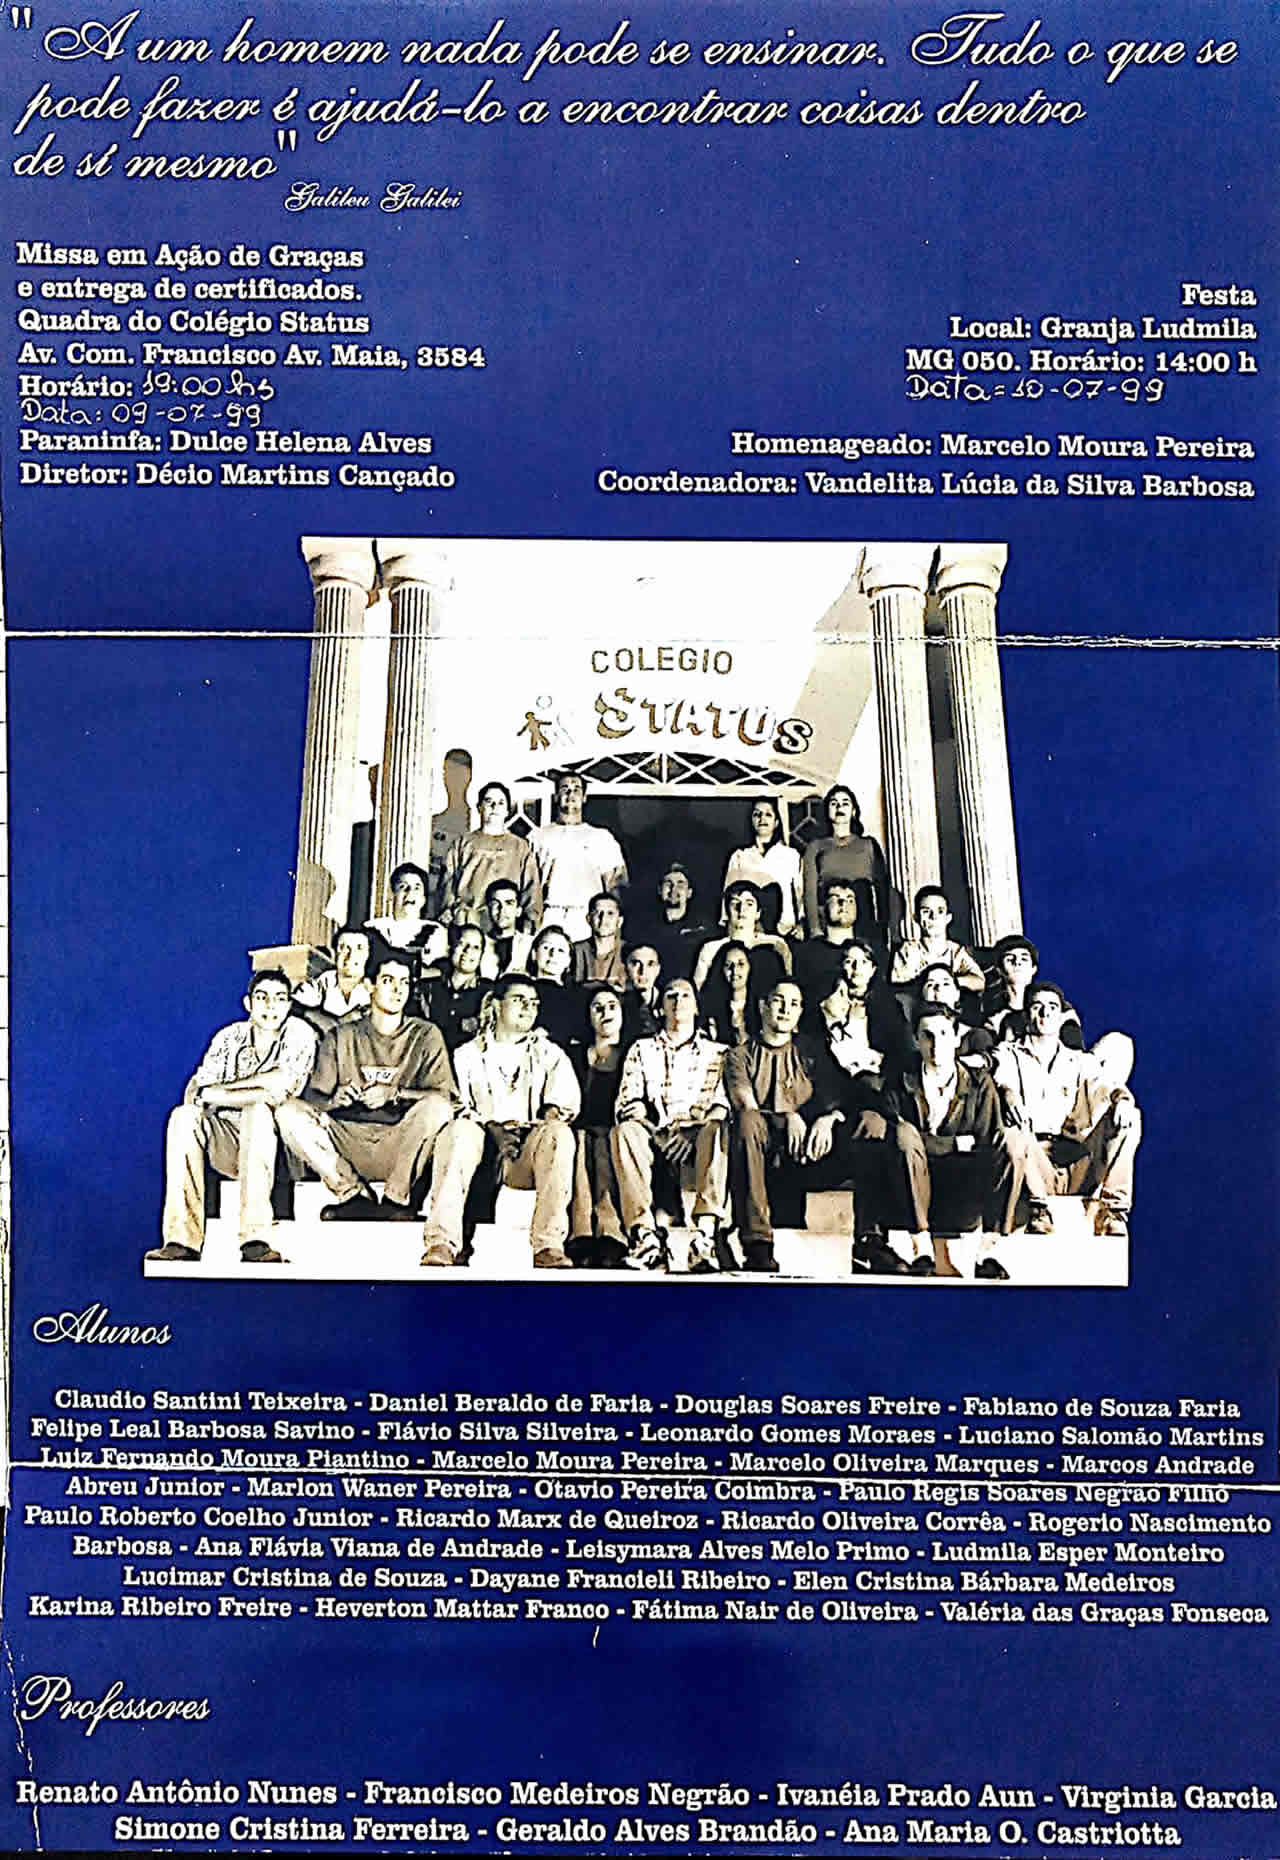 " A um homem nada pode se ensinar. Tudo o que se
pode fazer é ajudá-lo a encontrar coisas dentro
de sí mesmo"
Galileu Galilei
Missa em Ação de Graças
e entrega de certificados.
Quadra do Colégio Status
Av. Com. Francisco Av. Maia, 3584
Horário: 19:00 hs
Data: 09-07-99
Paraninfa: Dulce Helena Alves
Diretor: Décio Martins Cançado
Festa
Local: Granja Ludmila
MG 050. Horário: 14:00 h
Data = 10-07-99
Homenageado: Marcelo Moura Pereira
Coordenadora: Vandelita Lúcia da Silva Barbosa
COLEGIO
STATUS
Alunos
Claudio Santini Teixeira - Daniel Beraldo de Faria - Douglas Soares Freire - Fabiano de Souza Faria
Felipe Leal Barbosa Savino - Flávio Silva Silveira - Leonardo Gomes Moraes - Luciano Salomão Martins
Luiz Fernando Moura Piantino - Marcelo Moura Pereira - Marcelo Oliveira Marques - Marcos Andrade
Abreu Junior - Marlon Waner Pereira - Otavio Pereira Coimbra - Paulo Regis Soares Negrão Filho
Paulo Roberto Coelho Junior - Ricardo Marx de Queiroz - Ricardo Oliveira Corrêa - Rogerio Nascimento
Barbosa - Ana Flávia Viana de Andrade - Leisymara Alves Melo Primo - Ludmila Esper Monteiro
Lucimar Cristina de Souza - Dayane Francieli Ribeiro - Elen Cristina Bárbara Medeiros
Karina Ribeiro Freire - Heverton Mattar Franco - Fátima Nair de Oliveira - Valéria das Graças Fonseca
Professores
Renato Antônio Nunes - Francisco Medeiros Negrão - Ivanéia Prado Aun - Virginia Garcia
Simone Cristina Ferreira - Geraldo Alves Brandão - Ana Maria O. Castriotta